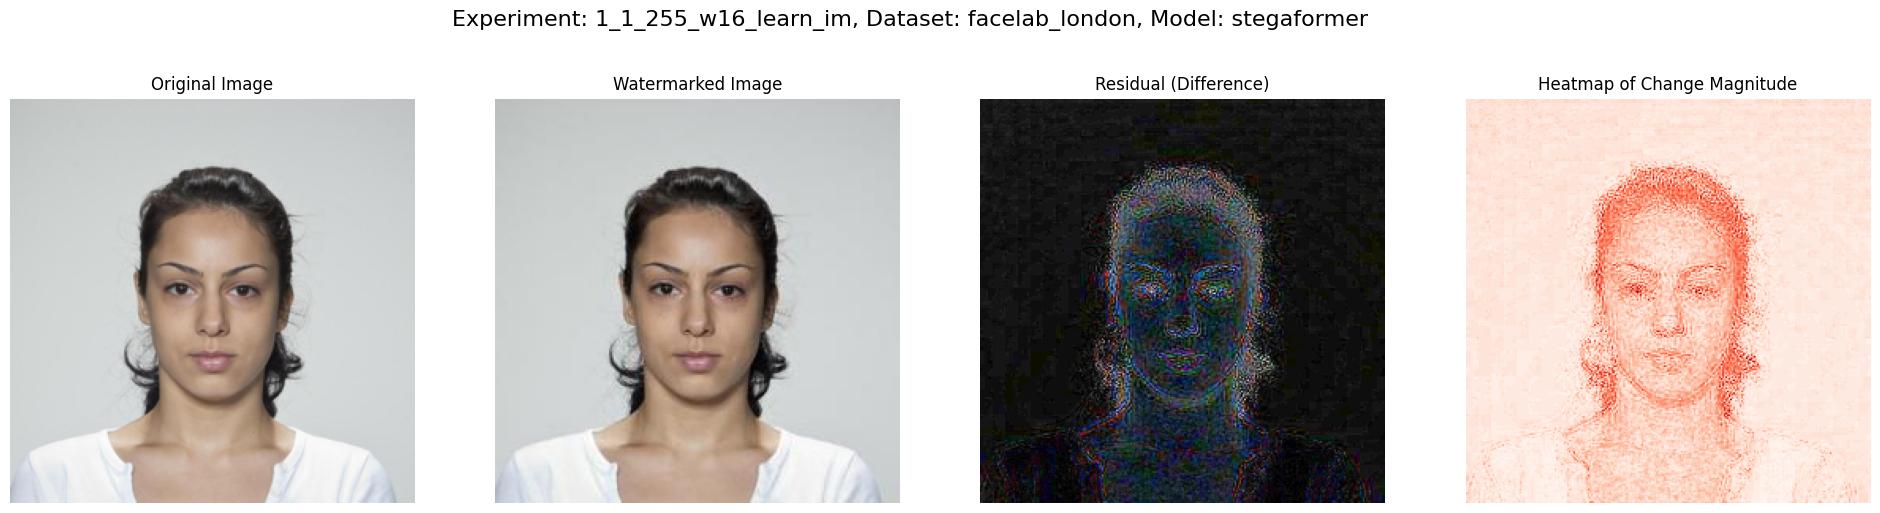 Experiment: 1_1_255_w16_learn_im, Dataset: facelab_london, Model: stegaformer
Original Image
Watermarked Image
Residual (Difference)
Heatmap of Change Magnitude